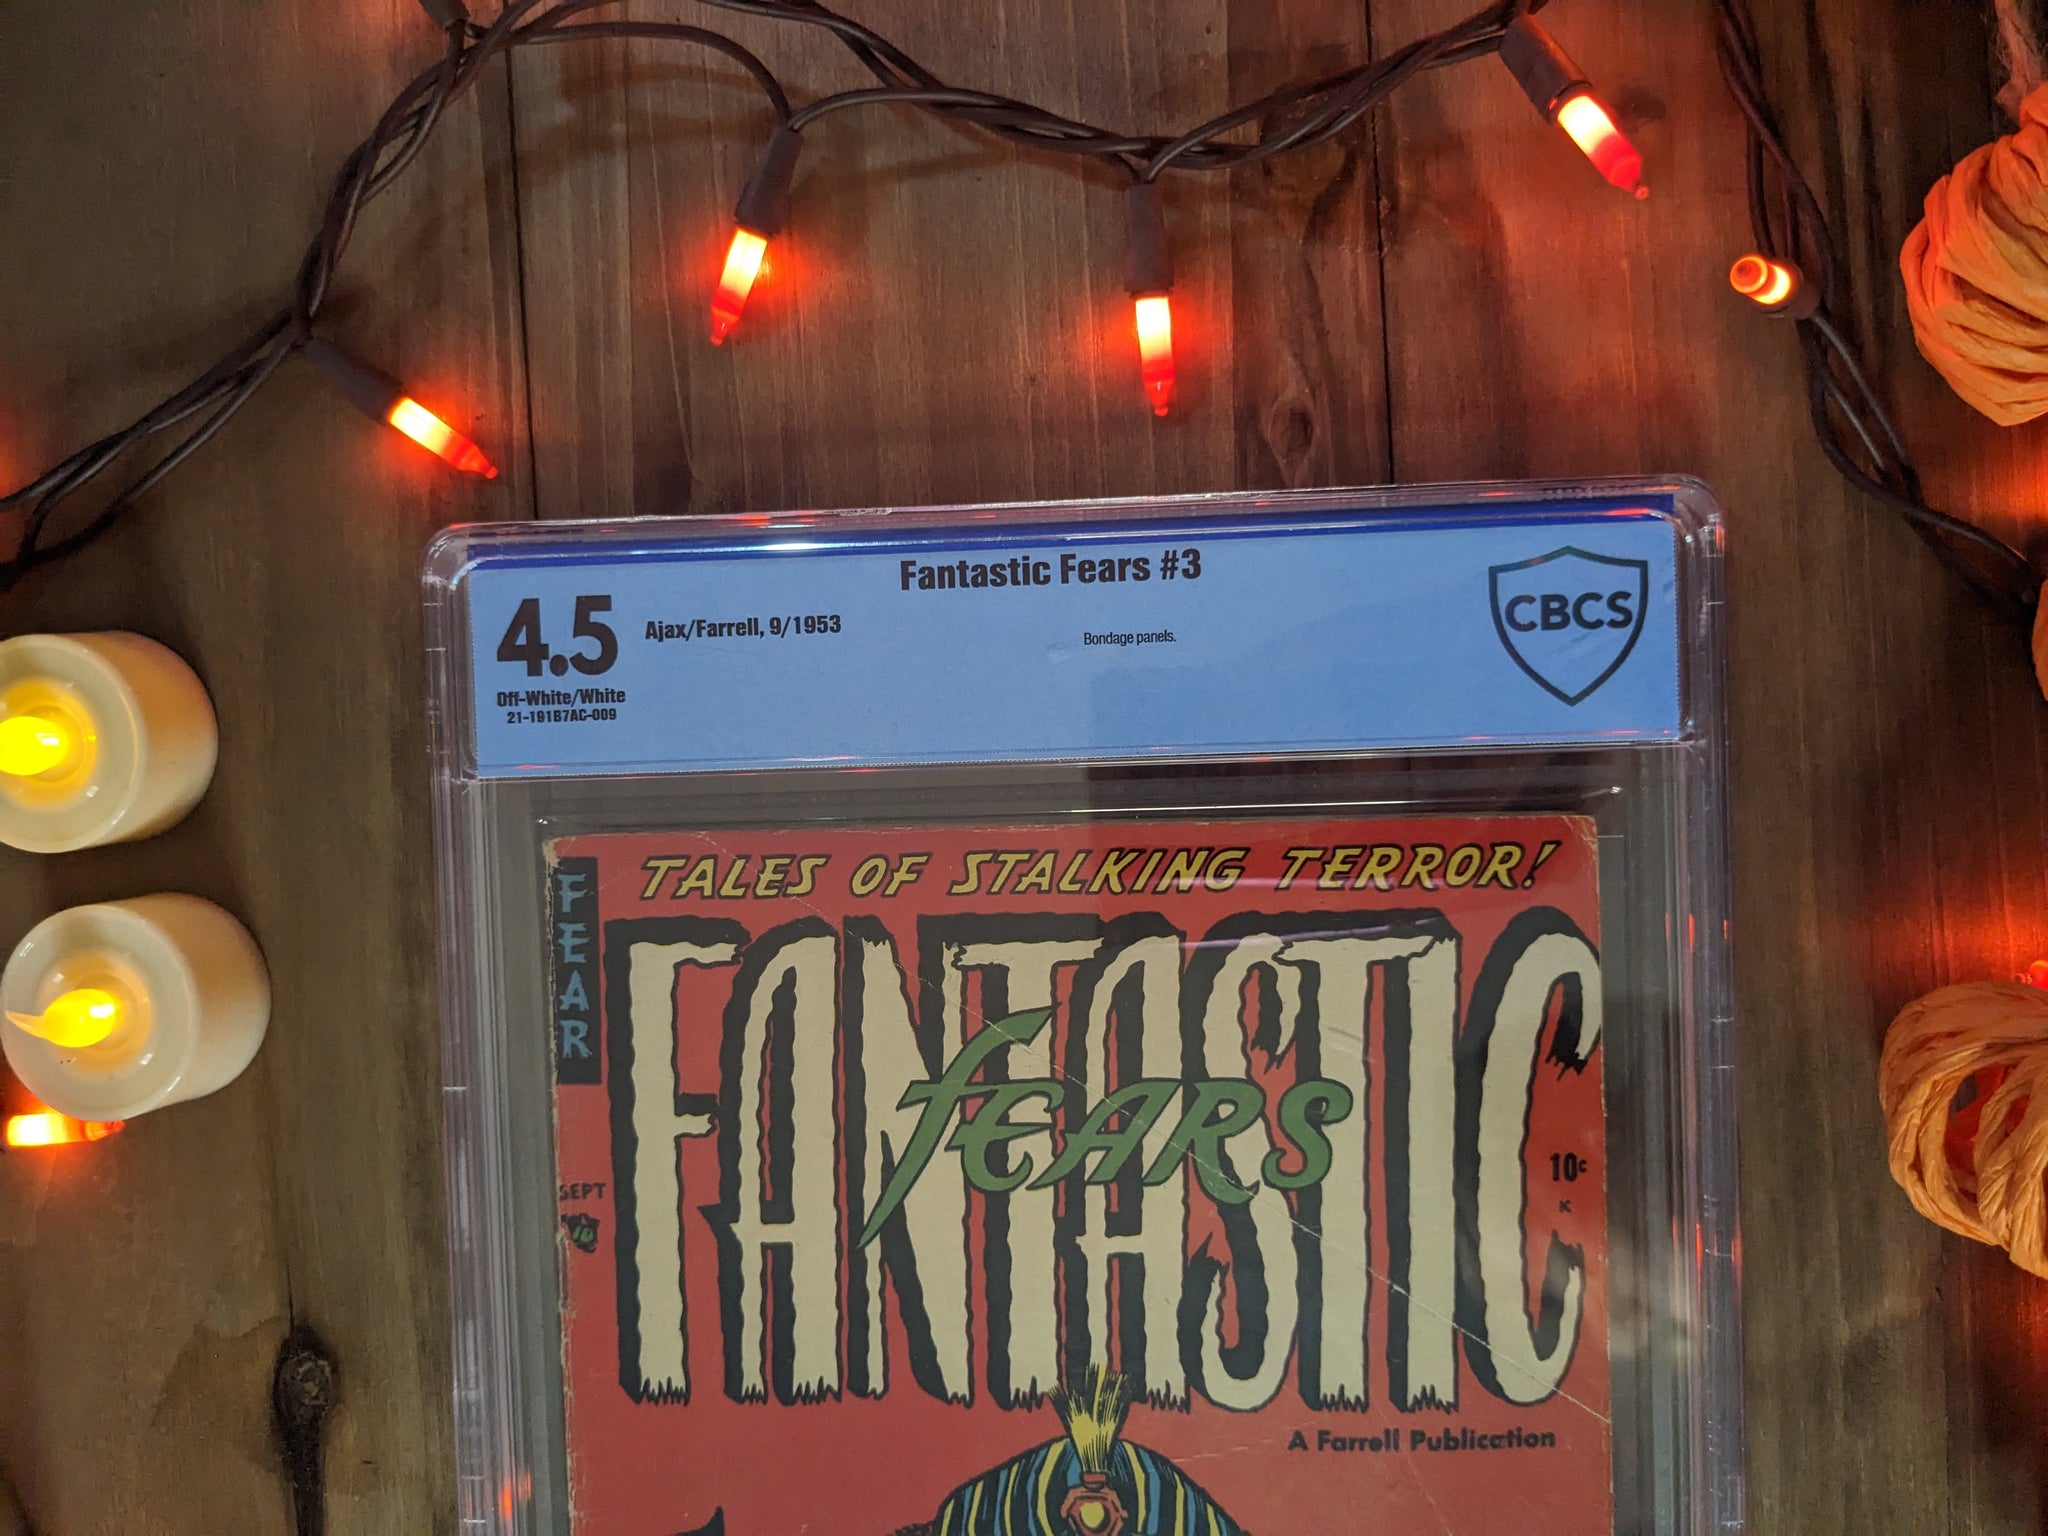 Fantastic Fears #3
4.5
Ajax/Farrell, 9/1953
Bondage panels.
CBCS
Off-White/White
21-191B7AC-009
TALES OF STALKING TERROR!
FEAR
FANTASTIC
FEARS
10¢
K
SEPT
A Farrell Publication